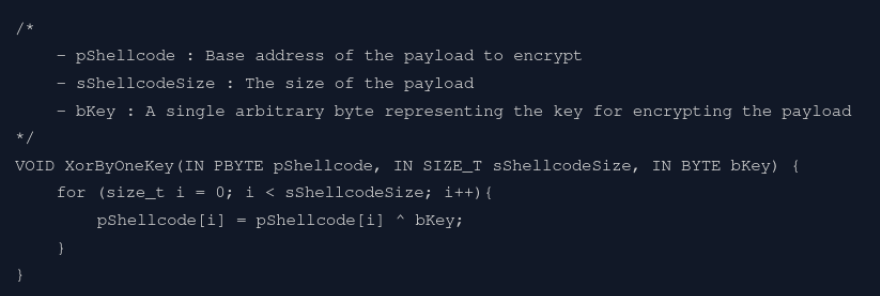 /*
- pShellcode : Base address of the payload to encrypt
- sShellcodeSize : The size of the payload
- bKey : A single arbitrary byte representing the key for encrypting the payload
*/
VOID XorByOneKey(IN PBYTE pShellcode, IN SIZE_T sShellcodeSize, IN BYTE bKey) {
for (size_t i = 0; i < sShellcodeSize; i++){
pShellcode[i] = pShellcode[i] ^ bKey;
}
}